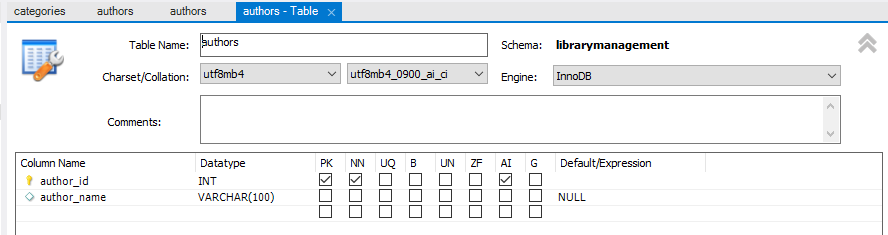 categories authors authors authors - Table ×
Table Name: authors Schema: librarymanagement
Charset/Collation: utf8mb4 utf8mb4_0900_ai_ci Engine: InnoDB
Comments:
Column Name Datatype PK NN UQ B UN ZF AI G Default/Expression
author_id INT
author_name VARCHAR(100) NULL